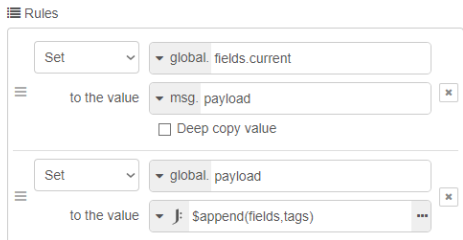 Rules
Set
global. fields.current
to the value
msg. payload
Deep copy value
Set
global. payload
to the value
J: $append(fields,tags)